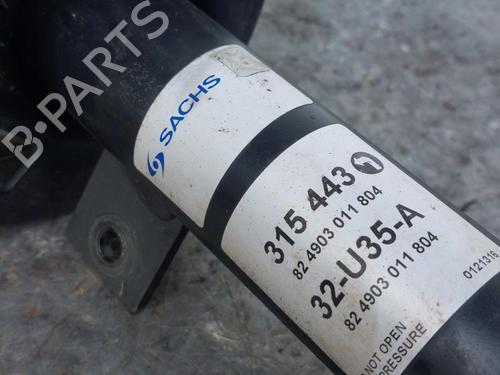 B-PARTS
SACHS
315 443
82 4903 011 804
32-U35-A
82 4903 011 804
0121316
NOT OPEN
PRESSURE